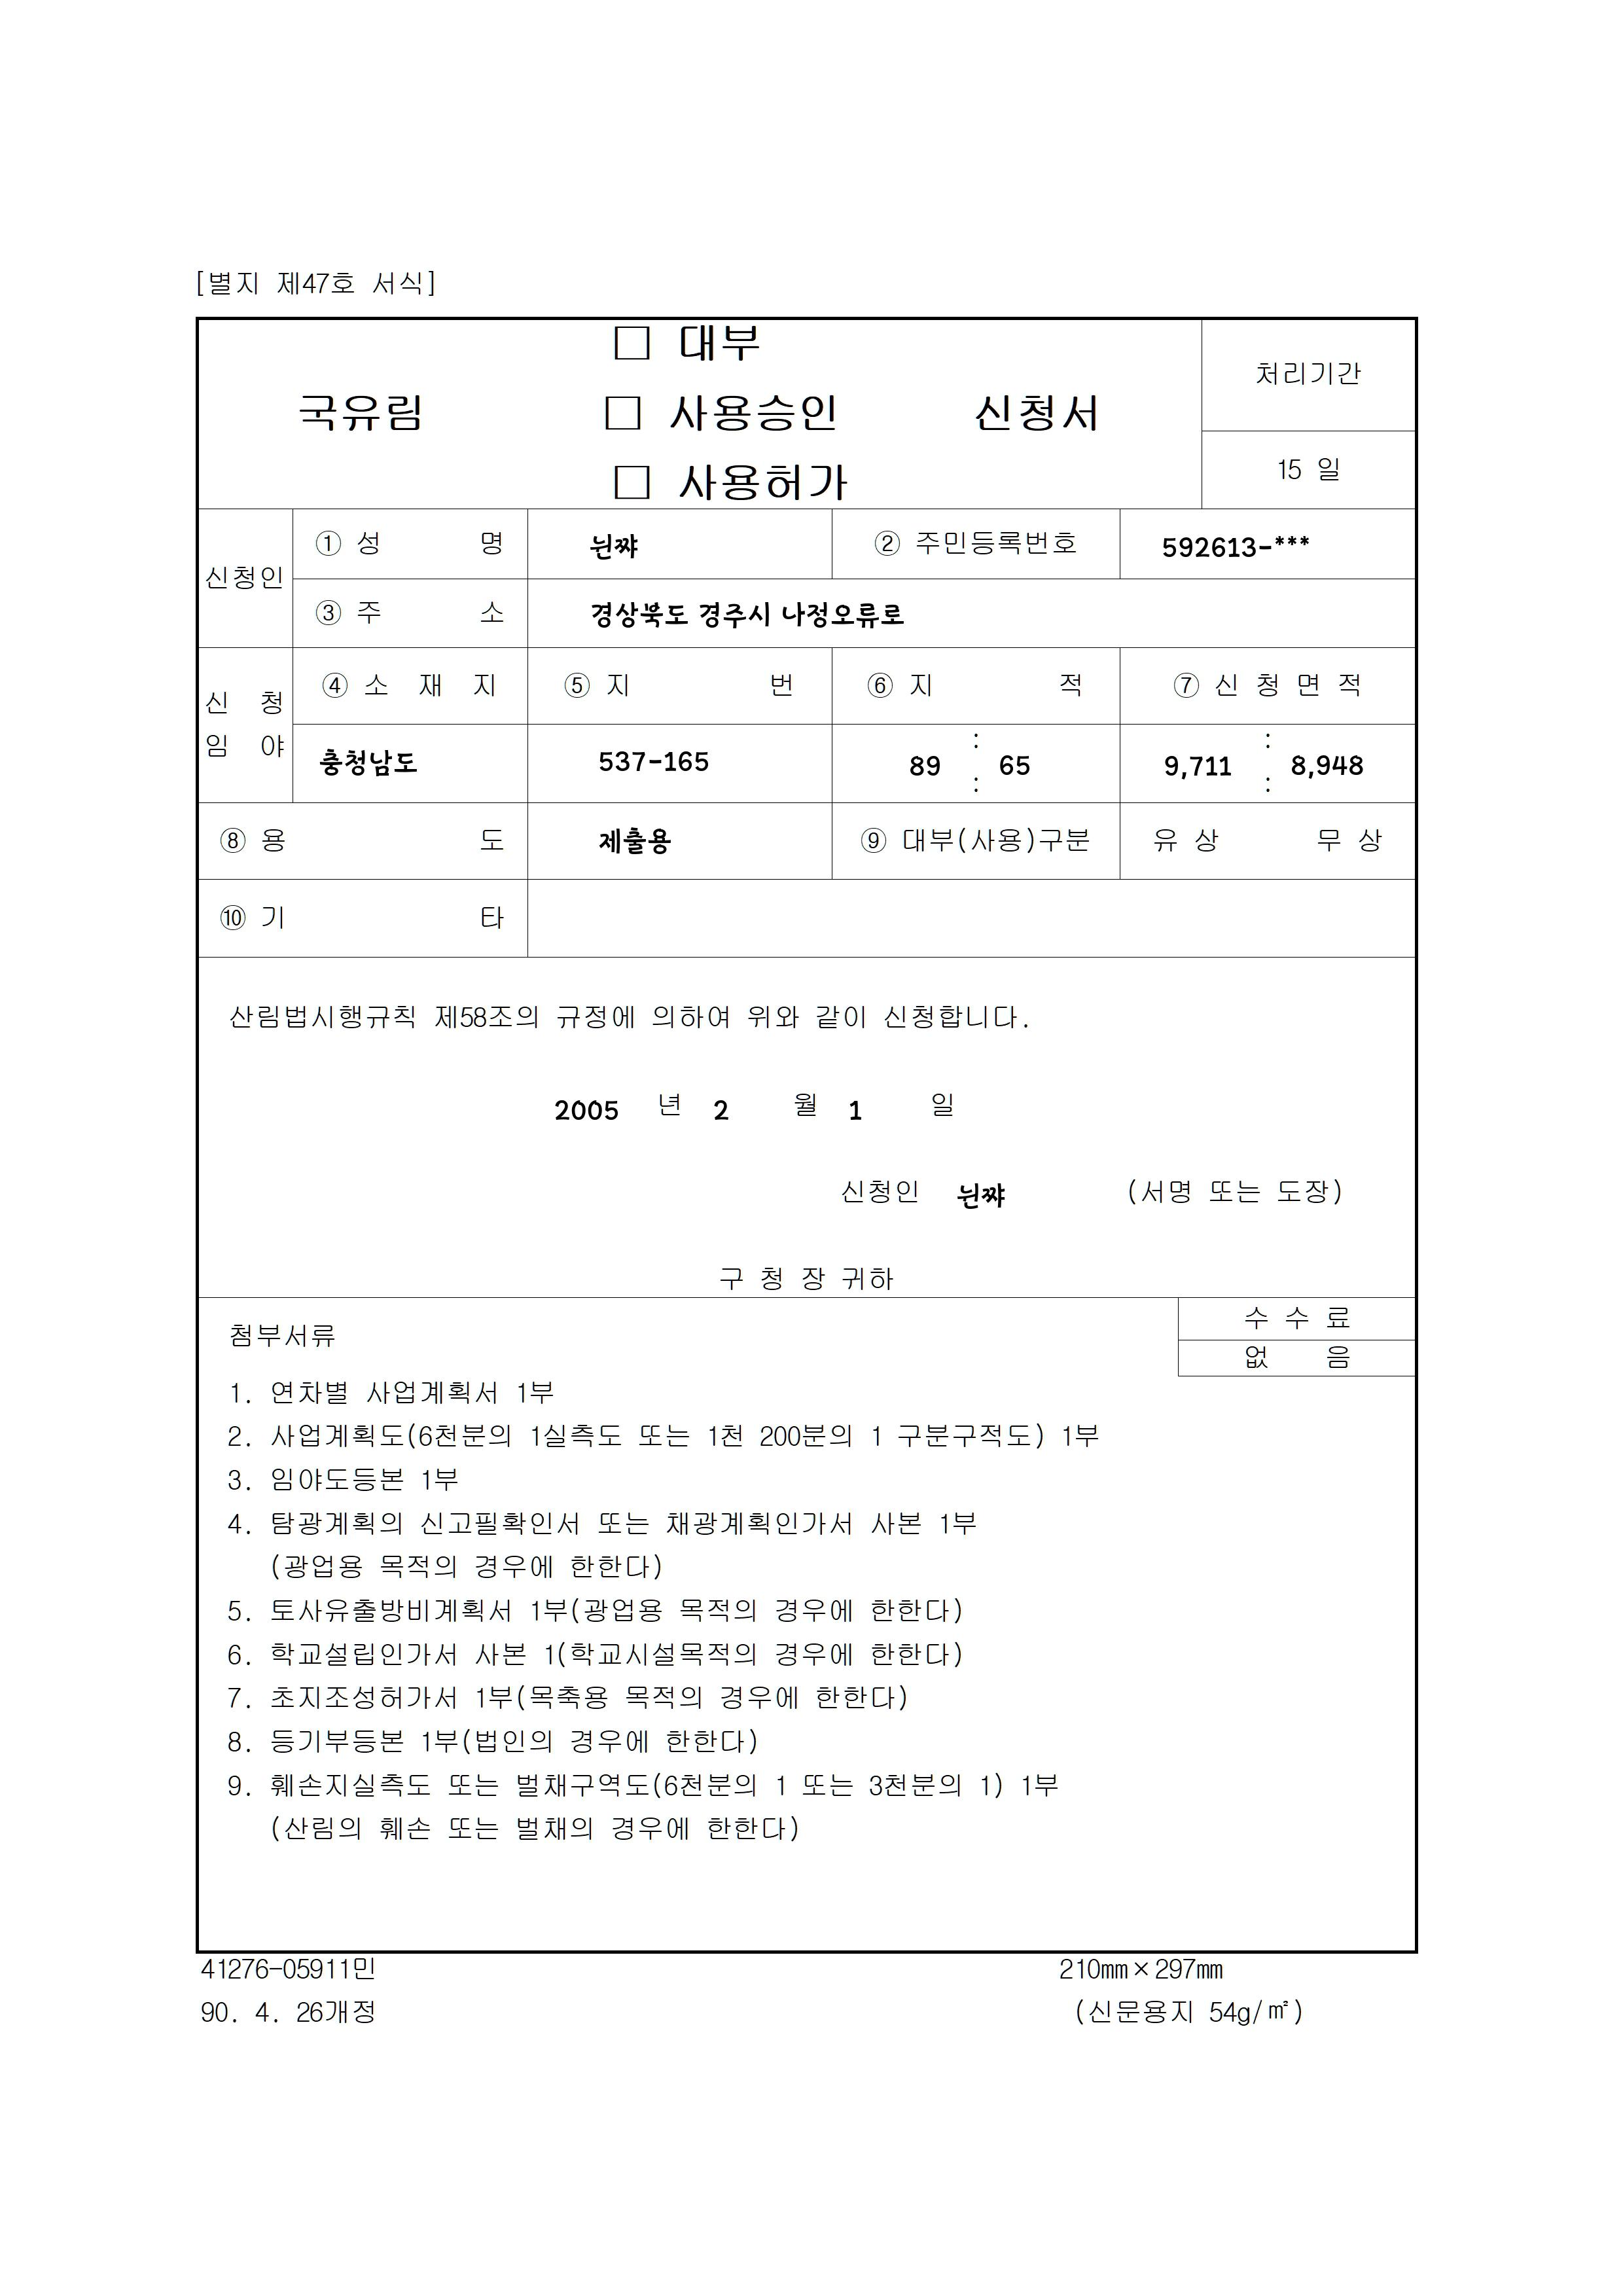 [별지 제47호 서식]
□ 대부
국유림 □ 사용승인 신청서
□ 사용허가
처리기간
15 일
신청인
① 성 명 뉜쨔 ② 주민등록번호 592613-***
③ 주 소 경상북도 경주시 나정오류로
신 청
임 야
④ 소 재 지 ⑤ 지 번 ⑥ 지 적 ⑦ 신 청 면 적
충청남도 537-165 89 : : 65 9,711 : : 8,948
⑧ 용 도 제출용 ⑨ 대부(사용)구분 유 상 무 상
⑩ 기 타
산림법시행규칙 제58조의 규정에 의하여 위와 같이 신청합니다.
2005 년 2 월 1 일
신청인 뉜쨔 (서명 또는 도장)
구 청 장 귀하
수 수 료
없 음
첨부서류
1. 연차별 사업계획서 1부
2. 사업계획도(6천분의 1실측도 또는 1천 200분의 1 구분구적도) 1부
3. 임야도등본 1부
4. 탐광계획의 신고필확인서 또는 채광계획인가서 사본 1부
(광업용 목적의 경우에 한한다)
5. 토사유출방비계획서 1부(광업용 목적의 경우에 한한다)
6. 학교설립인가서 사본 1(학교시설목적의 경우에 한한다)
7. 초지조성허가서 1부(목축용 목적의 경우에 한한다)
8. 등기부등본 1부(법인의 경우에 한한다)
9. 훼손지실측도 또는 벌채구역도(6천분의 1 또는 3천분의 1) 1부
(산림의 훼손 또는 벌채의 경우에 한한다)
41276-05911민 210㎜×297㎜
90. 4. 26개정 (신문용지 54g/㎡)